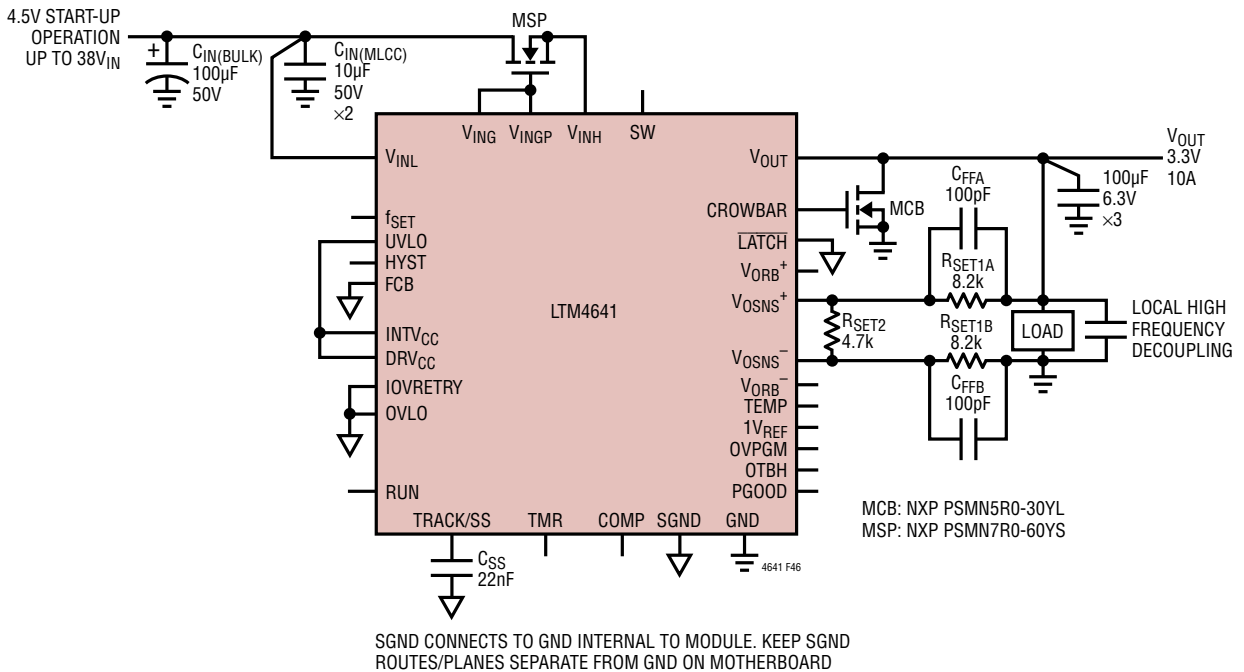 4.5V START-UP
OPERATION
UP TO 38VIN
+
CIN(BULK)
100µF
50V
CIN(MLCC)
10µF
50V
×2
MSP
VING
VINGP
VINH
SW
VINL
fSET
UVLO
HYST
FCB
INTVCC
DRVCC
IOVRETRY
OVLO
RUN
TRACK/SS
TMR
COMP
SGND
GND
LTM4641
VOUT
CROWBAR
LATCH
VORB+
VOSNS+
VOSNS−
VORB−
TEMP
1VREF
OVPGM
OTBH
PGOOD
MCB
CFFA
100pF
RSET1A
8.2k
RSET2
4.7k
RSET1B
8.2k
CFFB
100pF
LOAD
VOUT
3.3V
10A
100µF
6.3V
×3
LOCAL HIGH
FREQUENCY
DECOUPLING
MCB: NXP PSMN5R0-30YL
MSP: NXP PSMN7R0-60YS
CSS
22nF
4641 F46
SGND CONNECTS TO GND INTERNAL TO MODULE. KEEP SGND
ROUTES/PLANES SEPARATE FROM GND ON MOTHERBOARD